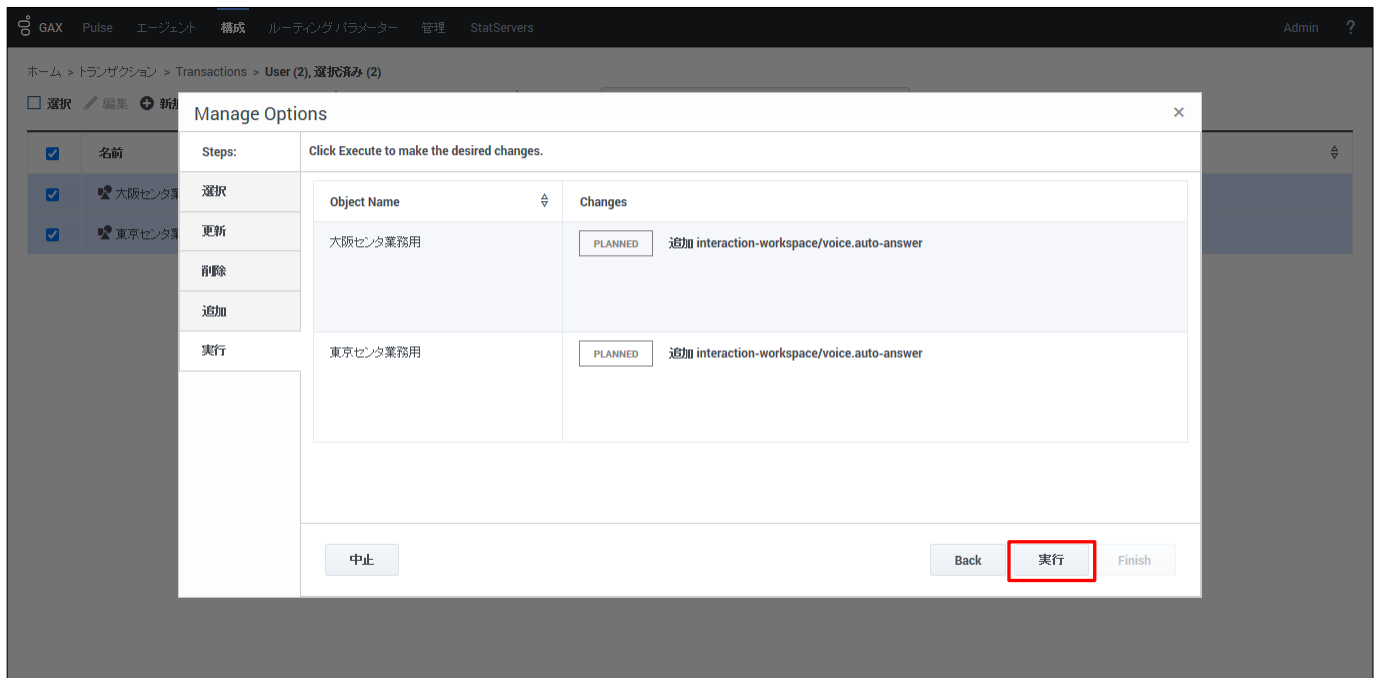 GAX Pulse エージェント 構成 ルーティング パラメーター 管理 StatServers Admin ?
ホーム > トランザクション > Transactions > User (2), 選択済み (2)
選択 編集 新規
Manage Options ×
名前
Steps:
Click Execute to make the desired changes.
大阪センタ業
東京センタ業
選択
更新
削除
追加
実行
Object Name Changes
大阪センタ業務用 PLANNED 追加 interaction-workspace/voice.auto-answer
東京センタ業務用 PLANNED 追加 interaction-workspace/voice.auto-answer
中止 Back 実行 Finish